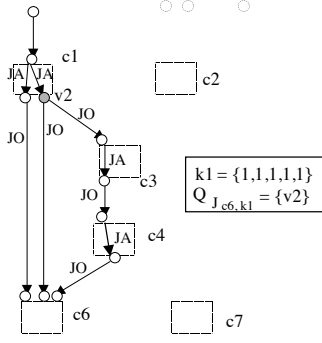 c1
JA JA
c2
v2
JO
JO JO
JA
c3
JO
k1 = {1,1,1,1,1}
Q J c6, k1 = {v2}
c4
JA
JO
c6
c7